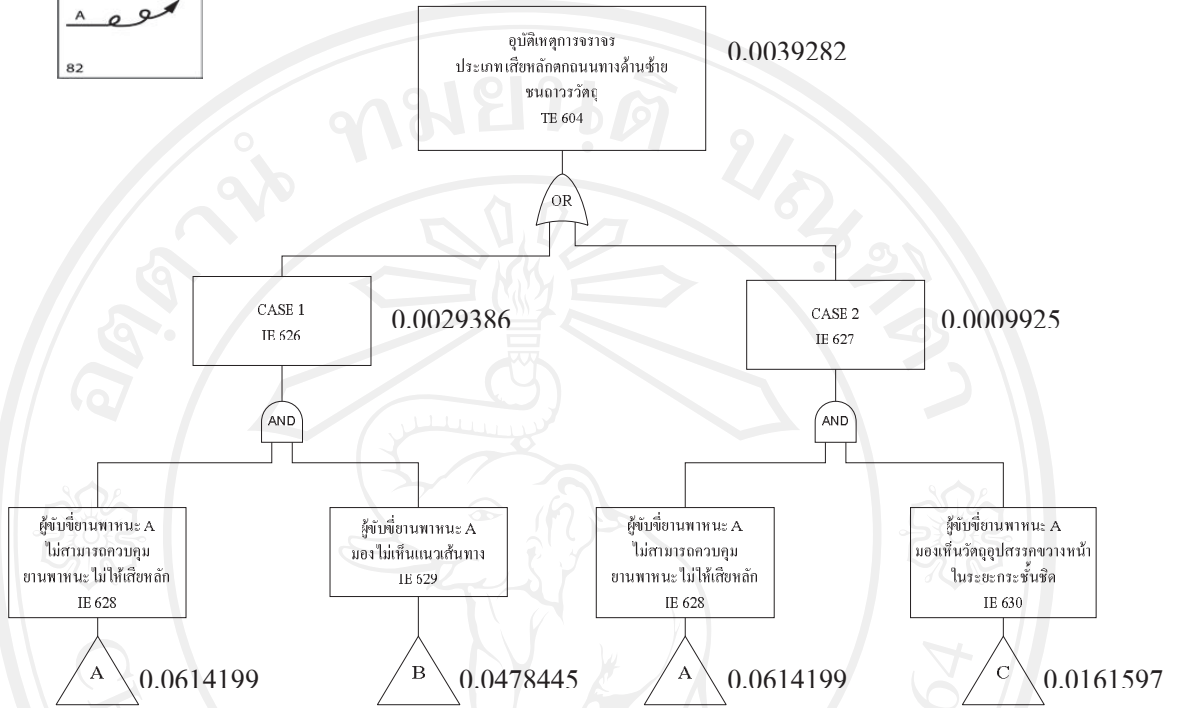 A
82
อุบัติเหตุการจราจร
ประเภทเสียหลักตกถนนทางด้านซ้าย
ชนถาวรวัตถุ
TE 604
0.0039282
OR
CASE 1
IE 626
0.0029386
CASE 2
IE 627
0.0009925
AND
AND
ผู้ขับขี่ยานพาหนะ A
ไม่สามารถควบคุม
ยานพาหนะไม่ให้เสียหลัก
IE 628
ผู้ขับขี่ยานพาหนะ A
มองไม่เห็นแนวเส้นทาง
IE 629
ผู้ขับขี่ยานพาหนะ A
ไม่สามารถควบคุม
ยานพาหนะไม่ให้เสียหลัก
IE 628
ผู้ขับขี่ยานพาหนะ A
มองเห็นวัตถุอุปสรรคขวางหน้า
ในระยะกระชั้นชิด
IE 630
A
0.0614199
B
0.0478445
A
0.0614199
C
0.0161597